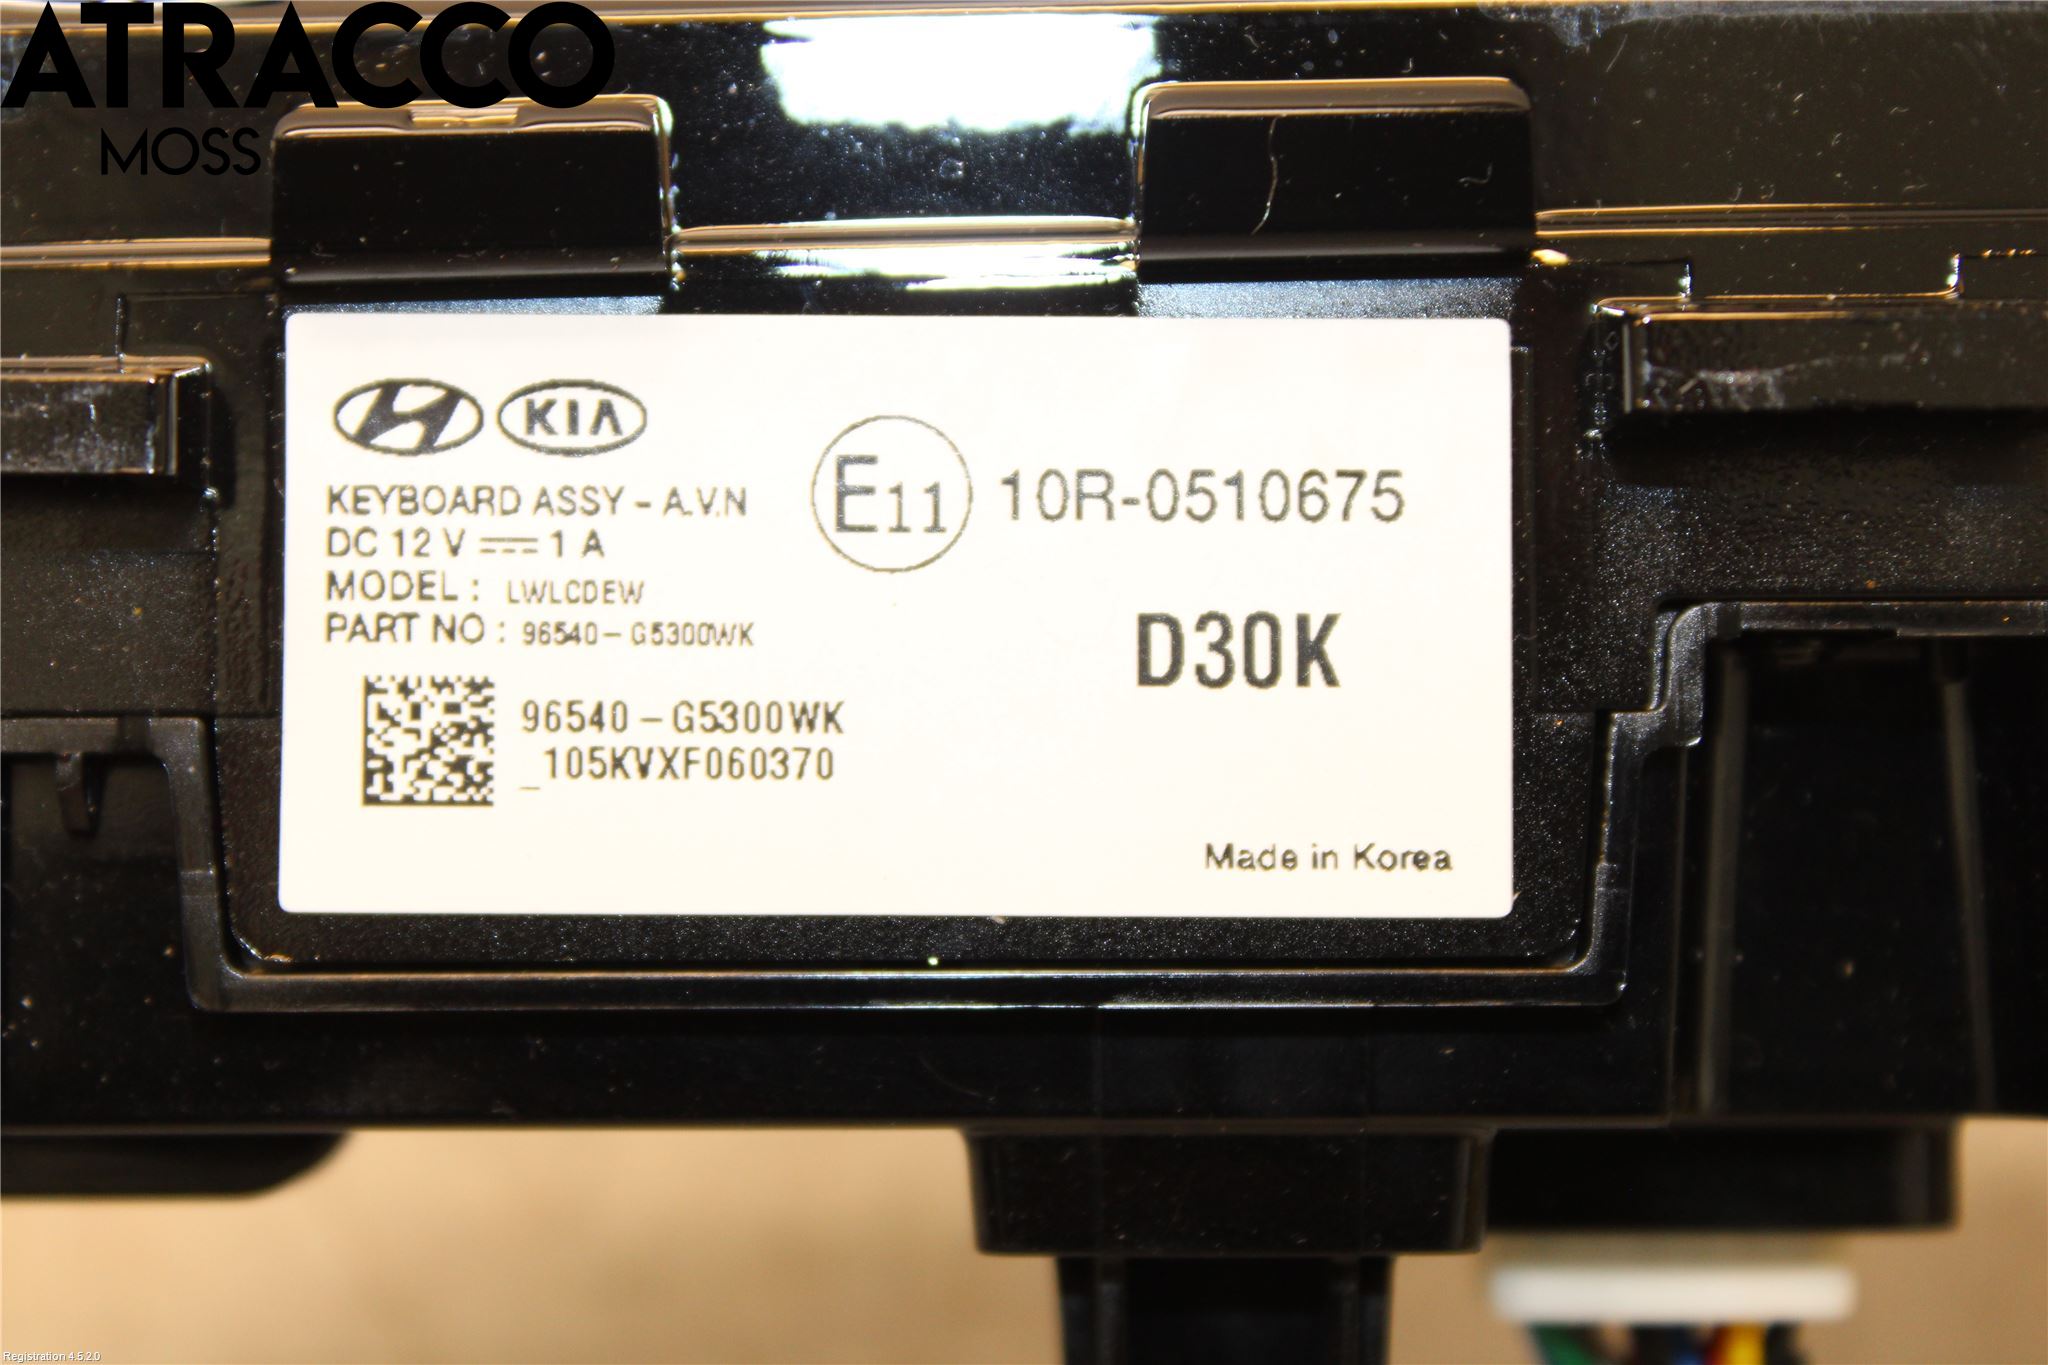 ATRACCO
MOSS
KIA
KEYBOARD ASSY - A.V.N
DC 12 V 1 A
MODEL : LWLCDEW
PART NO : 96540-G5300WK
E11 10R-0510675
D30K
96540-G5300WK
_105KVXF060370
Made in Korea
Registration 4.5.2.0